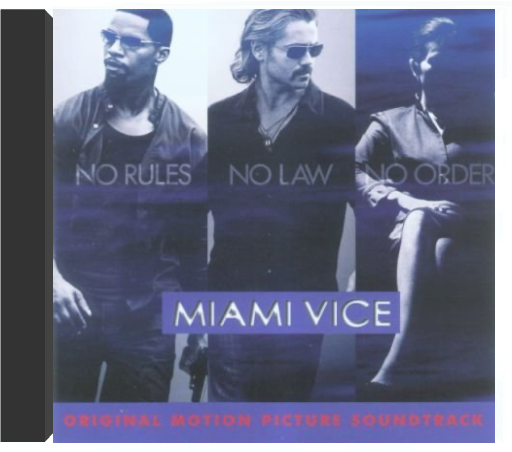 NO RULES NO LAW NO ORDER
MIAMI VICE
ORIGINAL MOTION PICTURE SOUNDTRACK